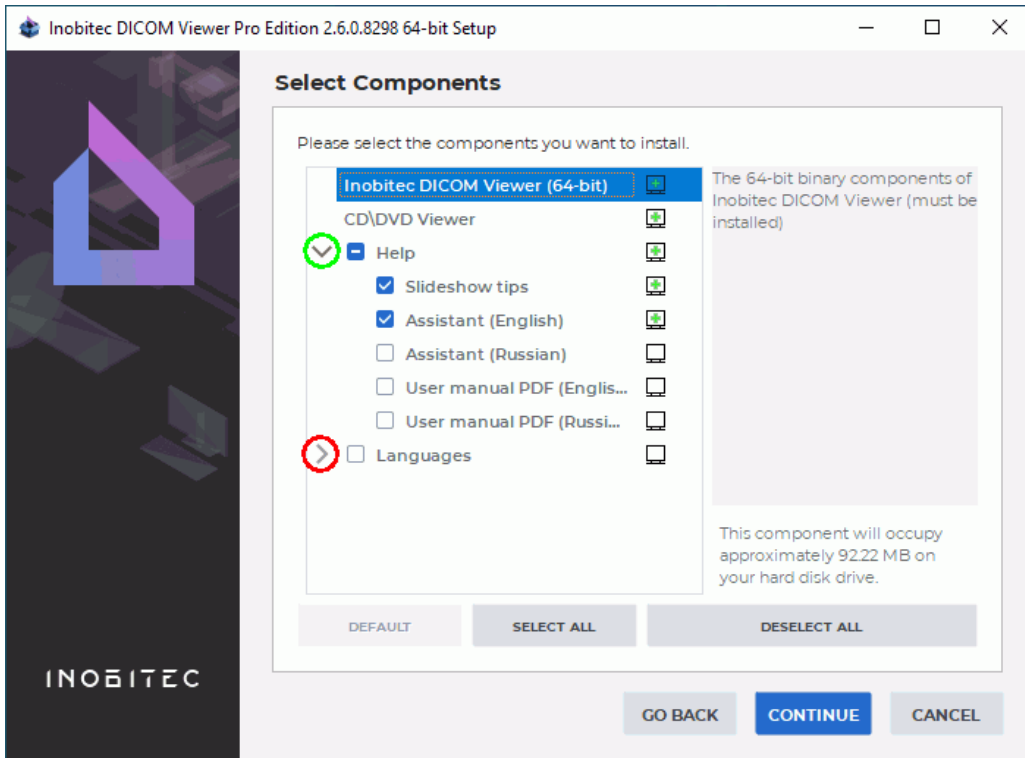 Inobitec DICOM Viewer Pro Edition 2.6.0.8298 64-bit Setup
Select Components
Please select the components you want to install.
Inobitec DICOM Viewer (64-bit)
CD\DVD Viewer
Help
Slideshow tips
Assistant (English)
Assistant (Russian)
User manual PDF (Englis...
User manual PDF (Russi...
Languages
The 64-bit binary components of
Inobitec DICOM Viewer (must be
installed)
This component will occupy
approximately 92.22 MB on
your hard disk drive.
DEFAULT
SELECT ALL
DESELECT ALL
INOBITEC
GO BACK
CONTINUE
CANCEL